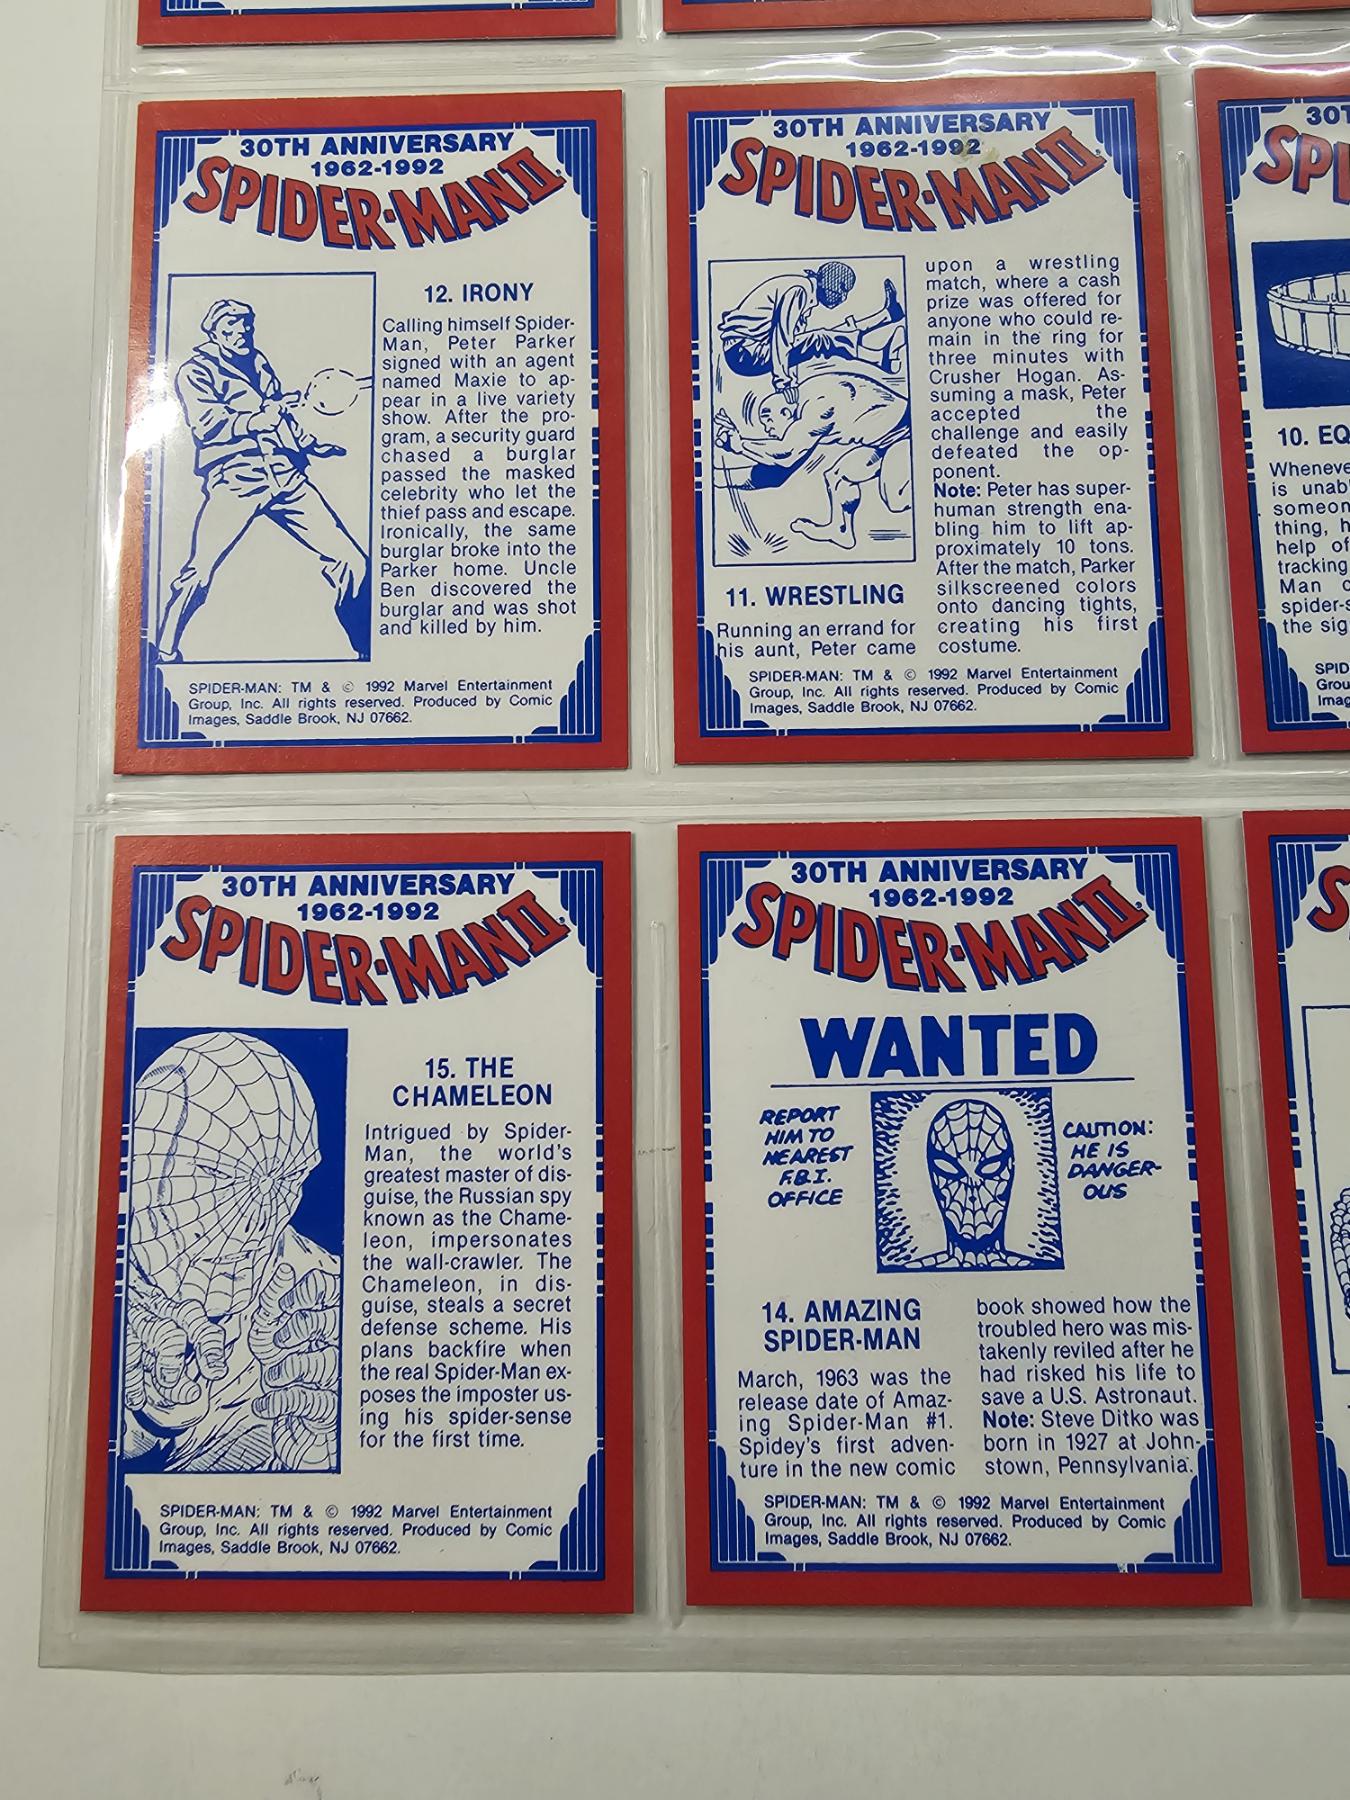 30TH ANNIVERSARY
1962-1992
SPIDER-MAN II
12. IRONY
Calling himself Spider-
Man, Peter Parker
signed with an agent
named Maxie to ap-
pear in a live variety
show. After the pro-
gram, a security guard
chased a burglar
passed the masked
celebrity who let the
thief pass and escape.
Ironically, the same
burglar broke into the
Parker home. Uncle
Ben discovered the
burglar and was shot
and killed by him.
SPIDER-MAN: TM & © 1992 Marvel Entertainment
Group, Inc. All rights reserved. Produced by Comic
Images, Saddle Brook, NJ 07662.
30TH ANNIVERSARY
1962-1992
SPIDER-MAN II
11. WRESTLING
Running an errand for
his aunt, Peter came
upon a wrestling
match, where a cash
prize was offered for
anyone who could re-
main in the ring for
three minutes with
Crusher Hogan. As-
suming a mask, Peter
accepted the
challenge and easily
defeated the op-
ponent.
Note: Peter has super-
human strength ena-
bling him to lift ap-
proximately 10 tons.
After the match, Parker
silkscreened colors
onto dancing tights,
creating his first
costume.
SPIDER-MAN: TM & © 1992 Marvel Entertainment
Group, Inc. All rights reserved. Produced by Comic
Images, Saddle Brook, NJ 07662.
30T
SPI
10. EQ
Wheneve
is unab
someon
thing, h
help of
tracking
Man c
spider-s
the sig
SPID
Grou
Imag
30TH ANNIVERSARY
1962-1992
SPIDER-MAN II
15. THE
CHAMELEON
Intrigued by Spider-
Man, the world's
greatest master of dis-
guise, the Russian spy
known as the Chame-
leon, impersonates
the wall-crawler. The
Chameleon, in dis-
guise, steals a secret
defense scheme. His
plans backfire when
the real Spider-Man ex-
poses the imposter us-
ing his spider-sense
for the first time.
SPIDER-MAN: TM & © 1992 Marvel Entertainment
Group, Inc. All rights reserved. Produced by Comic
Images, Saddle Brook, NJ 07662.
30TH ANNIVERSARY
1962-1992
SPIDER-MAN II
WANTED
REPORT
HIM TO
NEAREST
F.B.I.
OFFICE
CAUTION:
HE IS
DANGER-
OUS
14. AMAZING
SPIDER-MAN
March, 1963 was the
release date of Amaz-
ing Spider-Man #1.
Spidey's first adven-
ture in the new comic
book showed how the
troubled hero was mis-
takenly reviled after he
had risked his life to
save a U.S. Astronaut.
Note: Steve Ditko was
born in 1927 at John-
stown, Pennsylvania.
SPIDER-MAN: TM & © 1992 Marvel Entertainment
Group, Inc. All rights reserved. Produced by Comic
Images, Saddle Brook, NJ 07662.
S